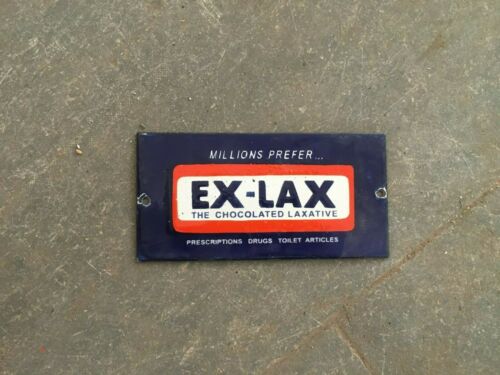 MILLIONS PREFER...
EX-LAX
THE CHOCOLATED LAXATIVE
PRESCRIPTIONS DRUGS TOILET ARTICLES